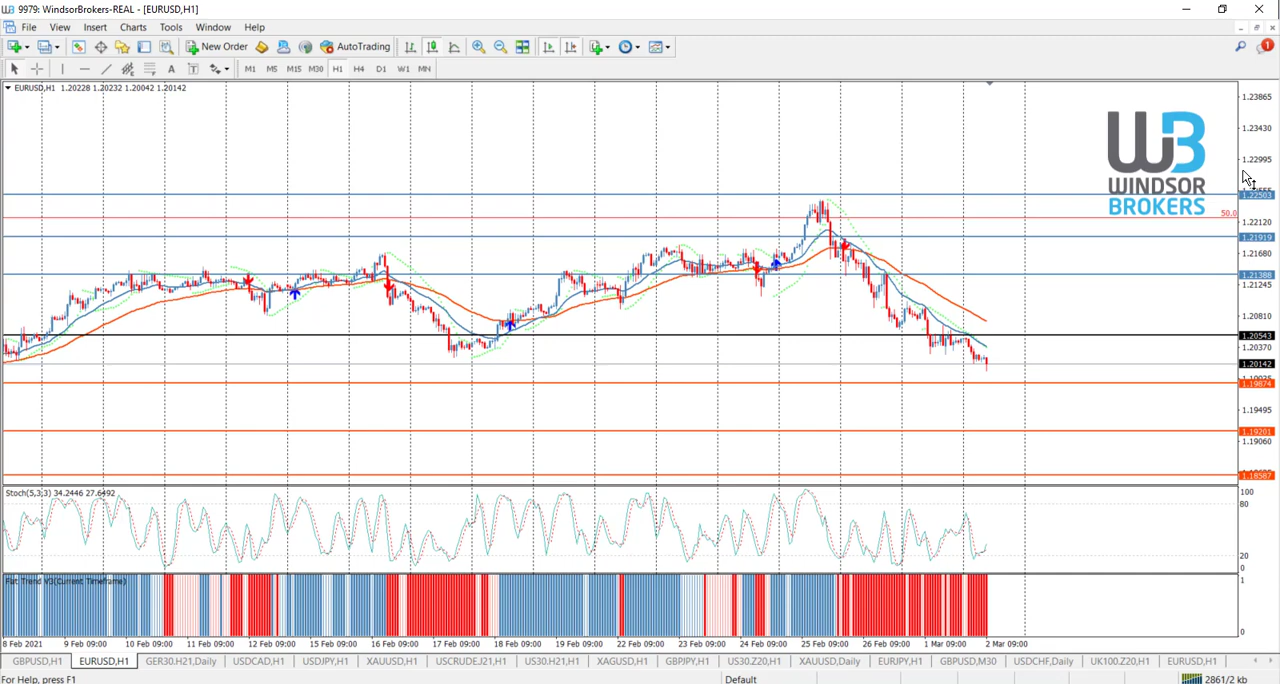 9979: WindsorBrokers-REAL - [EURUSD,H1]
File View Insert Charts Tools Window Help
New Order AutoTrading 1
A T M1 M5 M15 M30 H1 H4 D1 W1 MN
EURUSD,H1 1.20228 1.20232 1.20042 1.20142
1.23865
1.23430
1.22995
WINDSOR
BROKERS
1.22503
50.0
1.22120
1.21919
1.21680
1.21388
1.21245
1.20810
1.20543
1.20370
1.20142
1.19874
1.19495
1.19201
1.19060
1.18587
Stoch(5,3,3) 34.2446 27.6492
100
80
20
0
Flat Trend V3(Current Timeframe)
1
0
8 Feb 2021 9 Feb 09:00 10 Feb 09:00 11 Feb 09:00 12 Feb 09:00 15 Feb 09:00 16 Feb 09:00 17 Feb 09:00 18 Feb 09:00 19 Feb 09:00 22 Feb 09:00 23 Feb 09:00 24 Feb 09:00 25 Feb 09:00 26 Feb 09:00 1 Mar 09:00 2 Mar 09:00
GBPUSD,H1 EURUSD,H1 GER30.H21,Daily USDCAD,H1 USDJPY,H1 XAUUSD,H1 USCRUDE.J21,H1 US30.H21,H1 XAGUSD,H1 GBPJPY,H1 US30.Z20,H1 XAUUSD,Daily EURJPY,H1 GBPUSD,M30 USDCHF,Daily UK100.Z20,H1 EURUSD,H1
For Help, press F1 Default 2861/2 kb